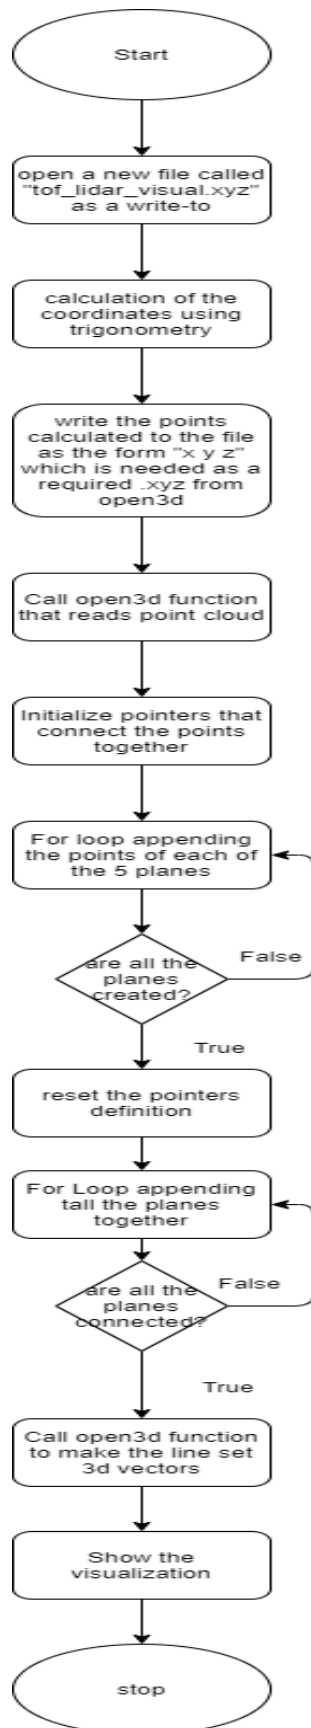 Start
open a new file called
"tof_lidar_visual.xyz"
as a write-to
calculation of the
coordinates using
trigonometry
write the points
calculated to the file
as the form "x y z"
which is needed as a
required .xyz from
open3d
Call open3d function
that reads point cloud
Initialize pointers that
connect the points
together
For loop appending
the points of each of
the 5 planes
are all the
planes
created?
False
True
reset the pointers
definition
For Loop appending
tall the planes
together
are all the
planes
connected?
False
True
Call open3d function
to make the line set
3d vectors
Show the
visualization
stop